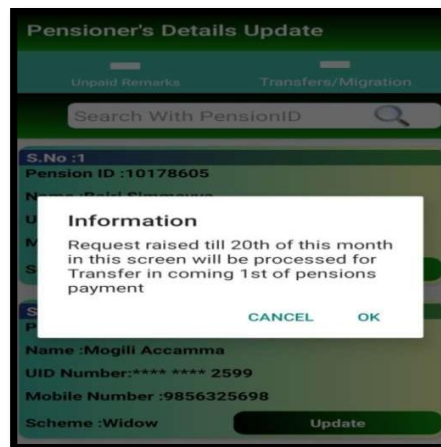 Pensioner's Details Update
Unpaid Remarks
Transfers/Migration
Search With PensionID
S.No :1
Pension ID :10178605
Information
Request raised till 20th of this month
in this screen will be processed for
Transfer in coming 1st of pensions
payment
CANCEL OK
Name :Mogili Accamma
UID Number:**** **** 2599
Mobile Number :9856325698
Scheme :Widow
Update